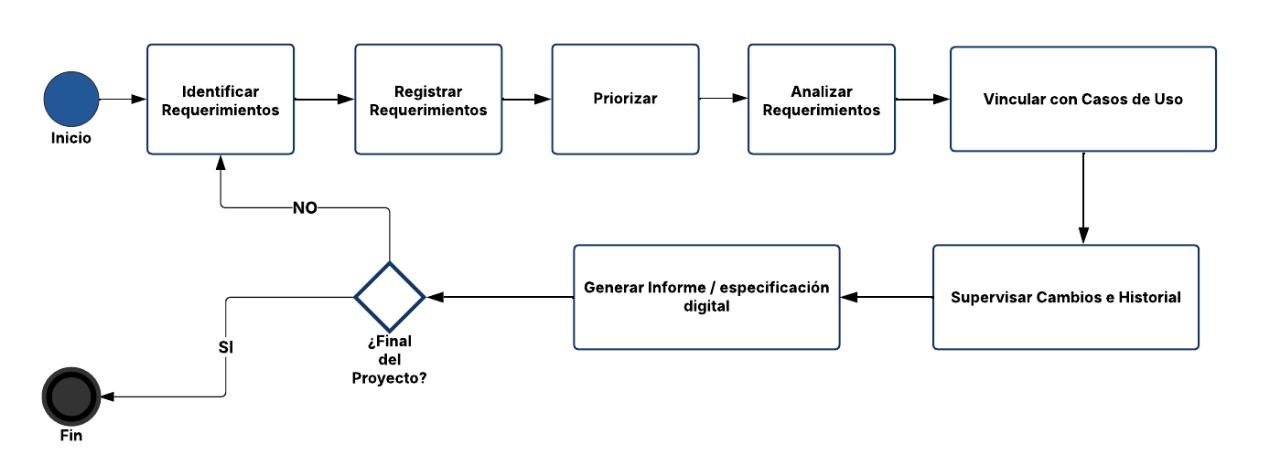 Inicio
Identificar
Requerimientos
Registrar
Requerimientos
Priorizar
Analizar
Requerimientos
Vincular con Casos de Uso
Supervisar Cambios e Historial
Generar Informe / especificación
digital
¿Final
del
Proyecto?
NO
SI
Fin